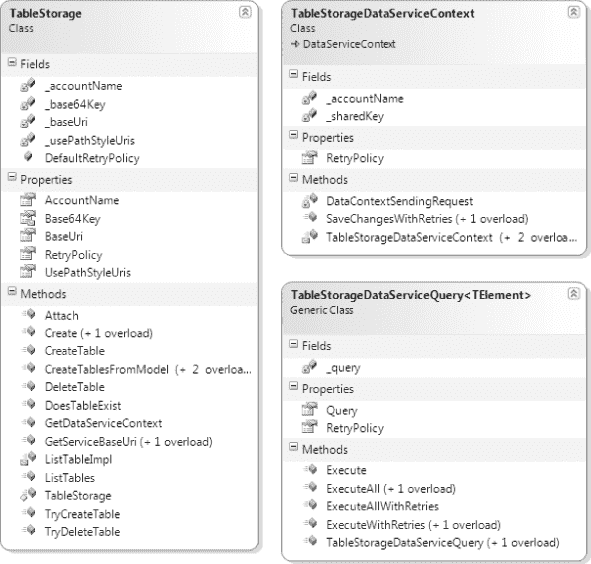 TableStorage
Class
Fields
_accountName
_base64Key
_baseUri
_usePathStyleUris
DefaultRetryPolicy
Properties
AccountName
Base64Key
BaseUri
RetryPolicy
UsePathStyleUris
Methods
Attach
Create (+ 1 overload)
CreateTable
CreateTablesFromModel (+ 2 overloa...
DeleteTable
DoesTableExist
GetDataServiceContext
GetServiceBaseUri (+ 1 overload)
ListTableImpl
ListTables
TableStorage
TryCreateTable
TryDeleteTable
TableStorageDataServiceContext
Class
DataServiceContext
Fields
_accountName
_sharedKey
Properties
RetryPolicy
Methods
DataContextSendingRequest
SaveChangesWithRetries (+ 1 overload)
TableStorageDataServiceContext (+ 2 overloa...
TableStorageDataServiceQuery<TElement>
Generic Class
Fields
_query
Properties
Query
RetryPolicy
Methods
Execute
ExecuteAll (+ 1 overload)
ExecuteAllWithRetries
ExecuteWithRetries (+ 1 overload)
TableStorageDataServiceQuery (+ 1 overload)